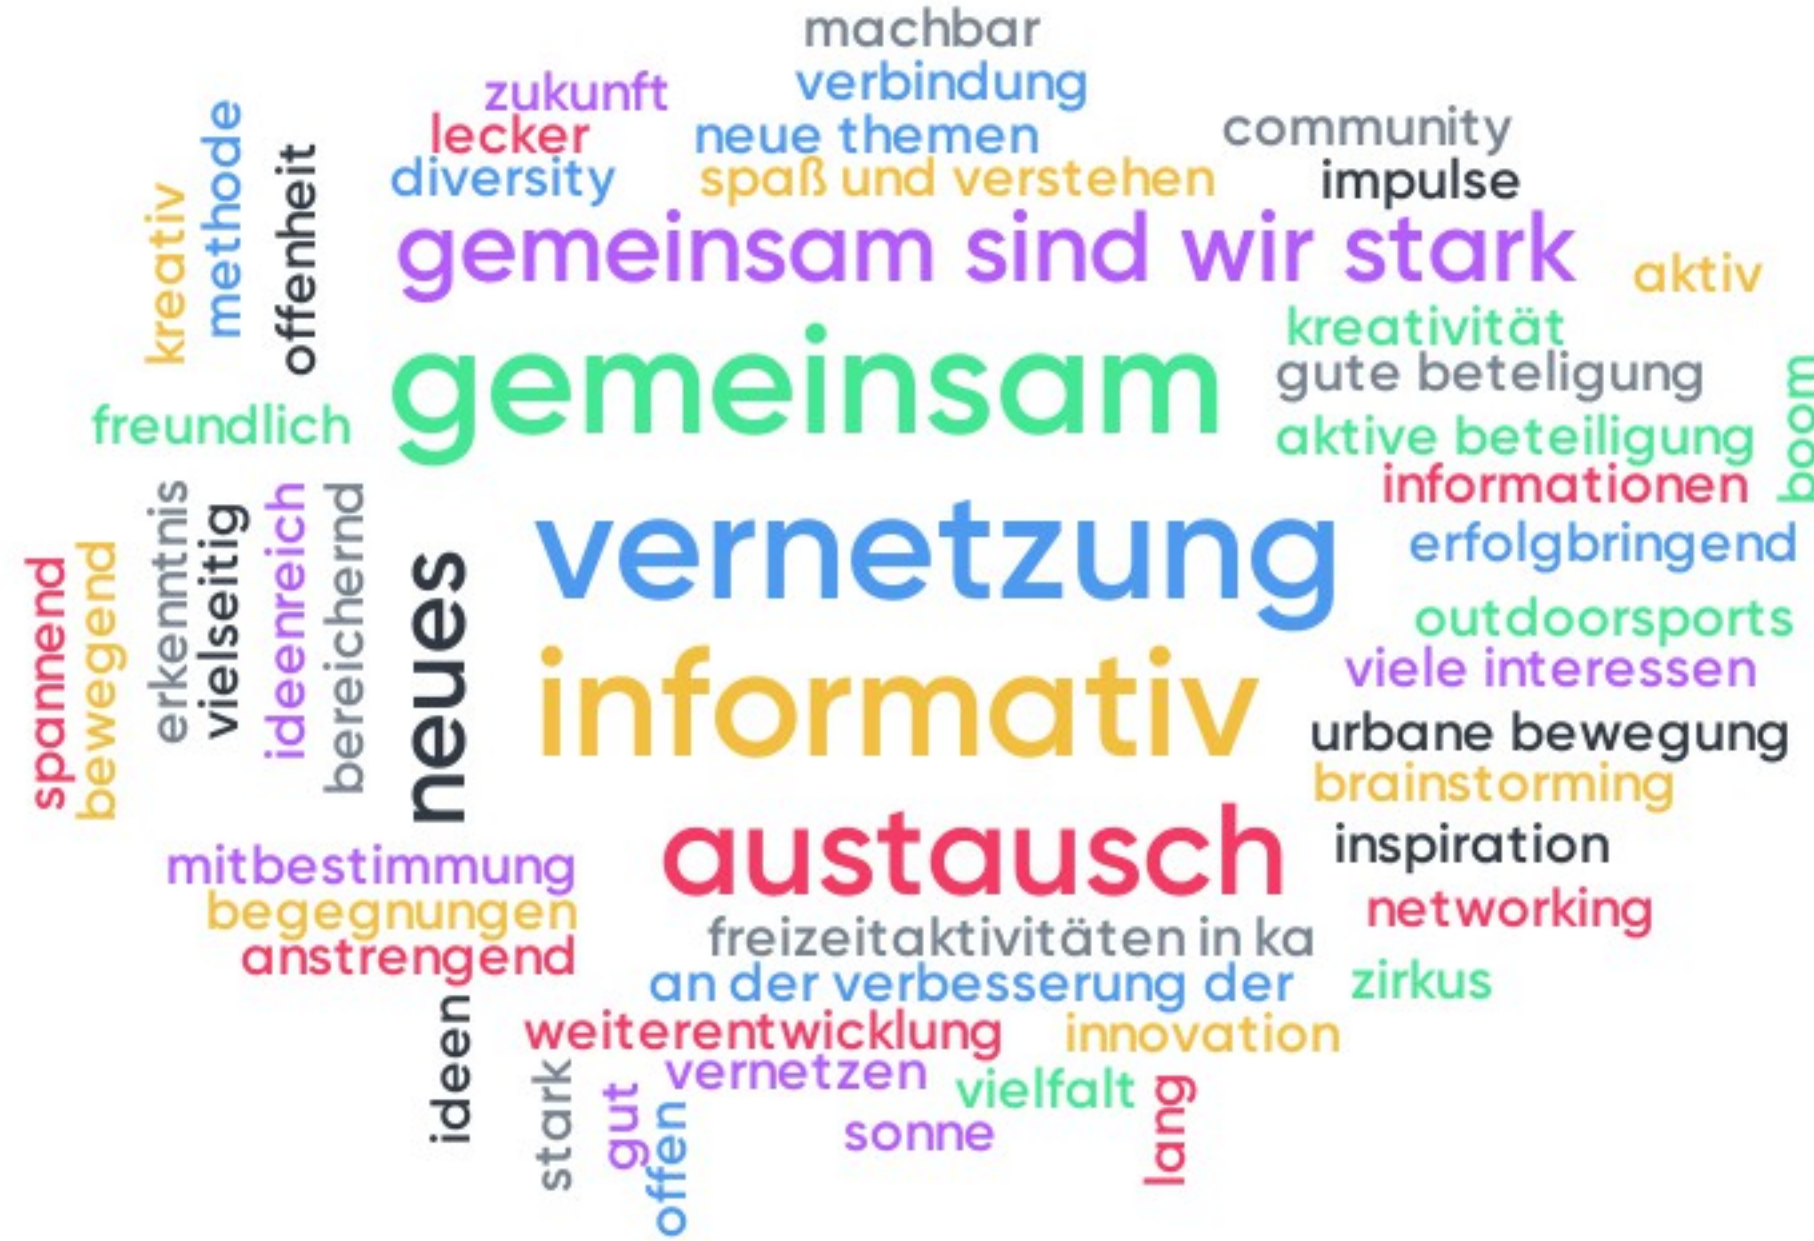 machbar
verbindung
zukunft
lecker
neue themen
community
diversity
spaß und verstehen
impulse
kreativ
methode
offenheit
gemeinsam sind wir stark
aktiv
kreativität
gemeinsam
gute beteligung
boom
freundlich
aktive beteiligung
informationen
vernetzung
erfolgbringend
spannend
bewegend
erkenntnis
vielseitig
ideenreich
bereichernd
neues
outdoorsports
viele interessen
informativ
urbane bewegung
brainstorming
austausch
inspiration
mitbestimmung
begegnungen
networking
anstrengend
freizeitaktivitäten in ka
an der verbesserung der
zirkus
ideen
weiterentwicklung
innovation
stark
gut
offen
vernetzen
vielfalt
lang
sonne